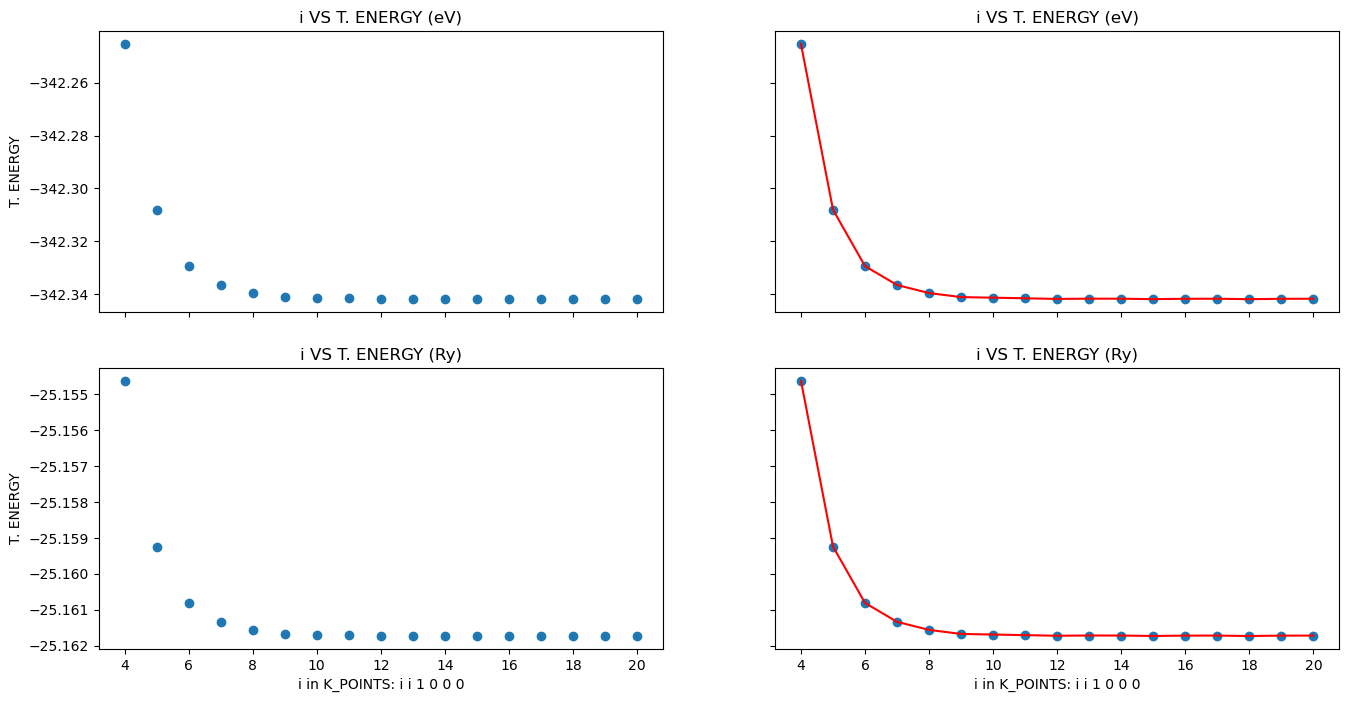 i VS T. ENERGY (eV)
i VS T. ENERGY (eV)
T. ENERGY
−342.26
−342.28
−342.30
−342.32
−342.34
i VS T. ENERGY (Ry)
i VS T. ENERGY (Ry)
T. ENERGY
−25.155
−25.156
−25.157
−25.158
−25.159
−25.160
−25.161
−25.162
4 6 8 10 12 14 16 18 20
4 6 8 10 12 14 16 18 20
i in K_POINTS: i i 1 0 0 0
i in K_POINTS: i i 1 0 0 0